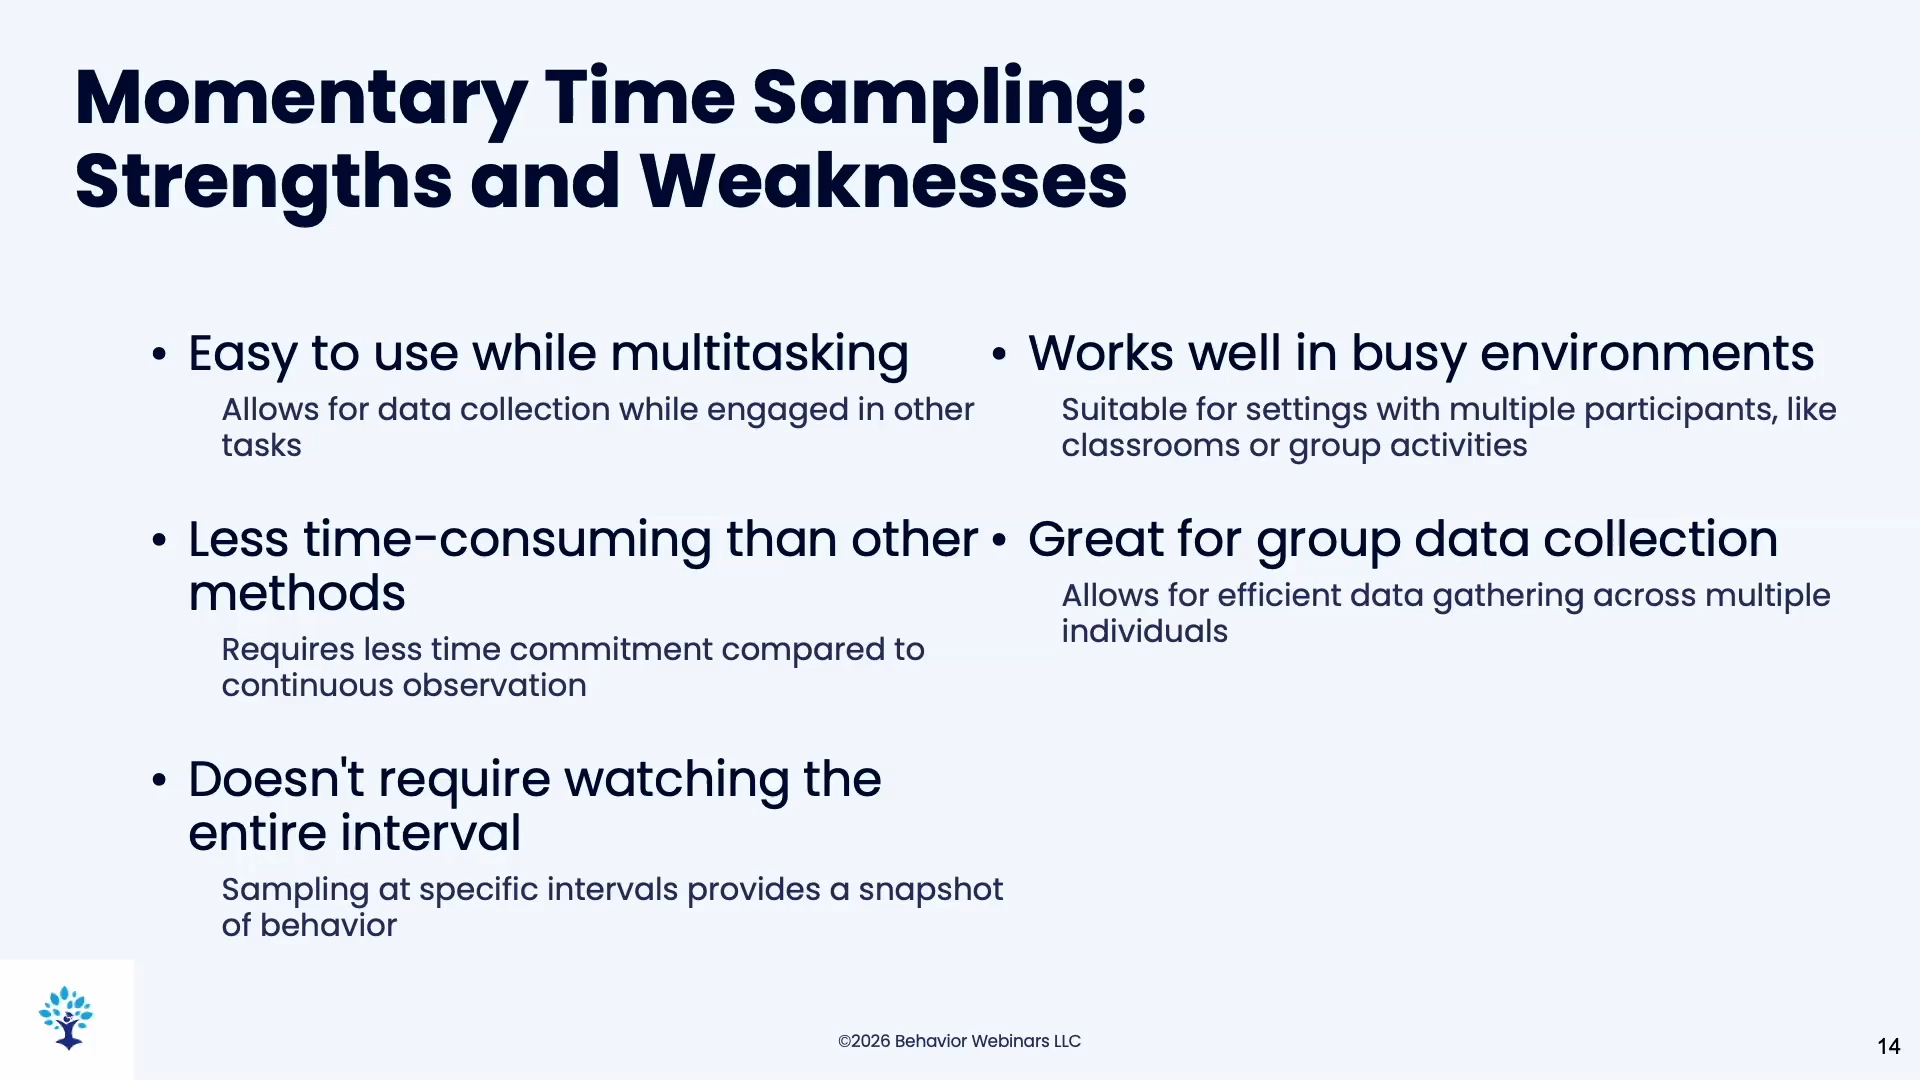 Momentary Time Sampling:
Strengths and Weaknesses
• Easy to use while multitasking
Allows for data collection while engaged in other
tasks
• Less time-consuming than other
methods
Requires less time commitment compared to
continuous observation
• Doesn't require watching the
entire interval
Sampling at specific intervals provides a snapshot
of behavior
• Works well in busy environments
Suitable for settings with multiple participants, like
classrooms or group activities
• Great for group data collection
Allows for efficient data gathering across multiple
individuals
©2026 Behavior Webinars LLC
14